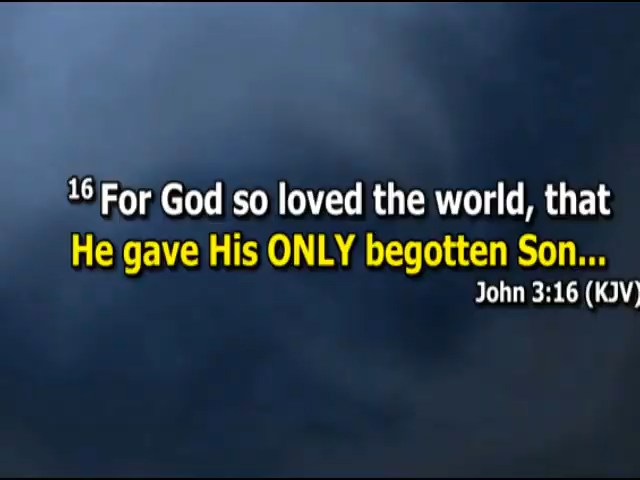 16 For God so loved the world, that
He gave His ONLY begotten Son...
John 3:16 (KJV)